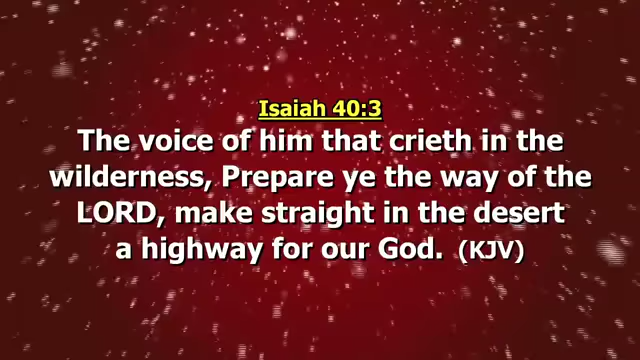 Isaiah 40:3
The voice of him that crieth in the
wilderness, Prepare ye the way of the
LORD, make straight in the desert
a highway for our God. (KJV)